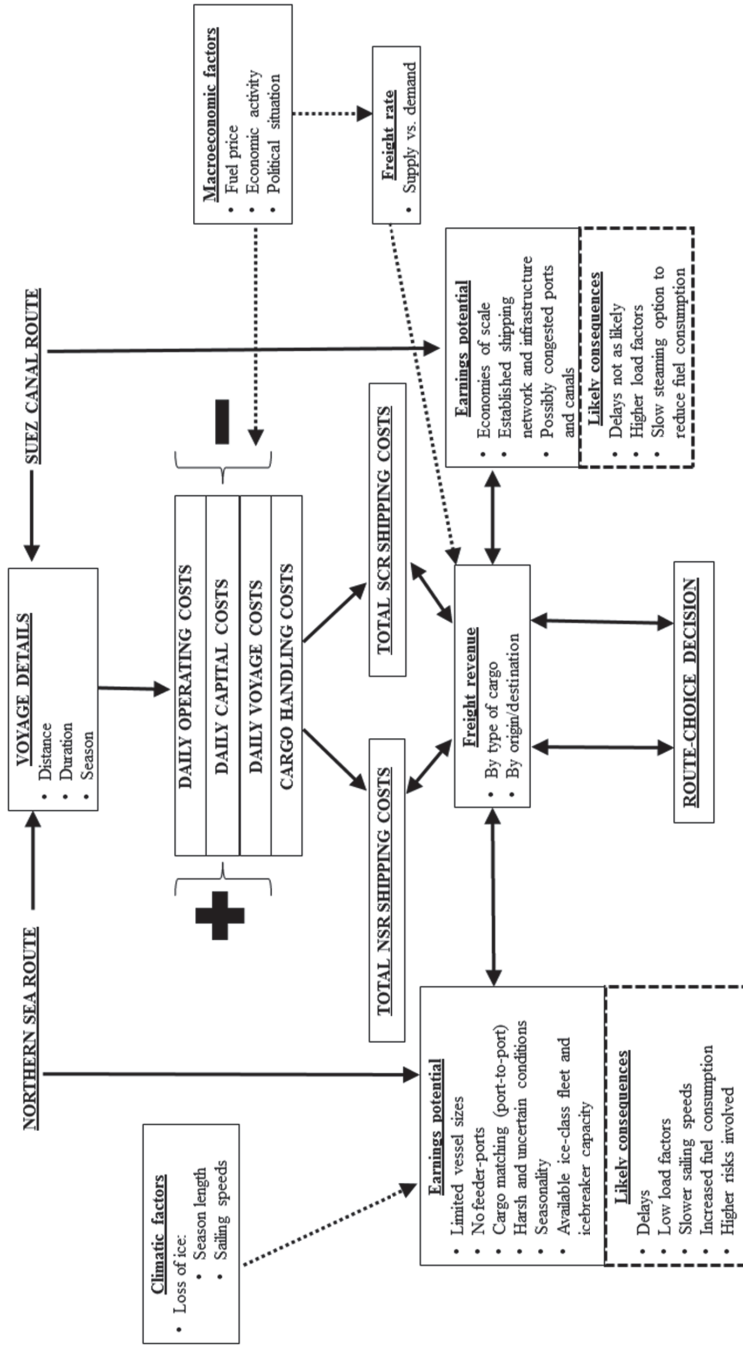 NORTHERN SEA ROUTE
SUEZ CANAL ROUTE
VOYAGE DETAILS
• Distance
• Duration
• Season
Climatic factors
• Loss of ice:
• Season length
• Sailing speeds
Macroeconomic factors
• Fuel price
• Economic activity
• Political situation
DAILY OPERATING COSTS
DAILY CAPITAL COSTS
DAILY VOYAGE COSTS
CARGO HANDLING COSTS
Freight rate
• Supply vs. demand
TOTAL NSR SHIPPING COSTS
TOTAL SCR SHIPPING COSTS
Earnings potential
• Limited vessel sizes
• No feeder-ports
• Cargo matching (port-to-port)
• Harsh and uncertain conditions
• Seasonality
• Available ice-class fleet and
icebreaker capacity
Likely consequences
• Delays
• Low load factors
• Slower sailing speeds
• Increased fuel consumption
• Higher risks involved
Freight revenue
• By type of cargo
• By origin/destination
Earnings potential
• Economies of scale
• Established shipping
network and infrastructure
• Possibly congested ports
and canals
Likely consequences
• Delays not as likely
• Higher load factors
• Slow steaming option to
reduce fuel consumption
ROUTE-CHOICE DECISION